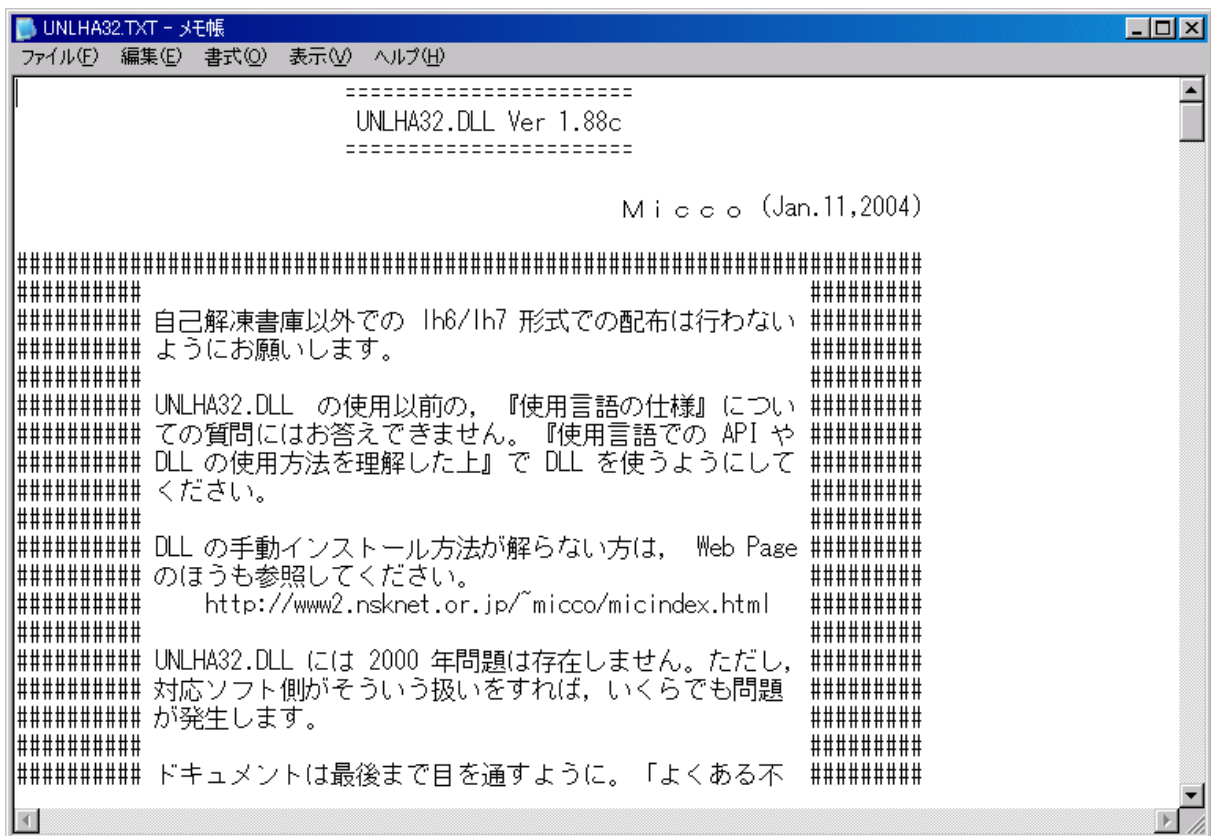 UNLHA32.TXT - メモ帳
ファイル(F) 編集(E) 書式(O) 表示(V) ヘルプ(H)
=======================
UNLHA32.DLL Ver 1.88c
=======================
Ｍｉｃｃｏ (Jan.11,2004)
########################################################################
########## #########
########## 自己解凍書庫以外での lh6/lh7 形式での配布は行わない #########
########## ようにお願いします。 #########
########## #########
########## UNLHA32.DLL の使用以前の，『使用言語の仕様』につい #########
########## ての質問にはお答えできません。『使用言語での API や #########
########## DLL の使用方法を理解した上』で DLL を使うようにして #########
########## ください。 #########
########## #########
########## DLL の手動インストール方法が解らない方は， Web Page #########
########## のほうも参照してください。 #########
########## http://www2.nsknet.or.jp/~micco/micindex.html #########
########## #########
########## UNLHA32.DLL には 2000 年問題は存在しません。ただし， #########
########## 対応ソフト側がそういう扱いをすれば，いくらでも問題 #########
########## が発生します。 #########
########## #########
########## ドキュメントは最後まで目を通すように。「よくある不 #########